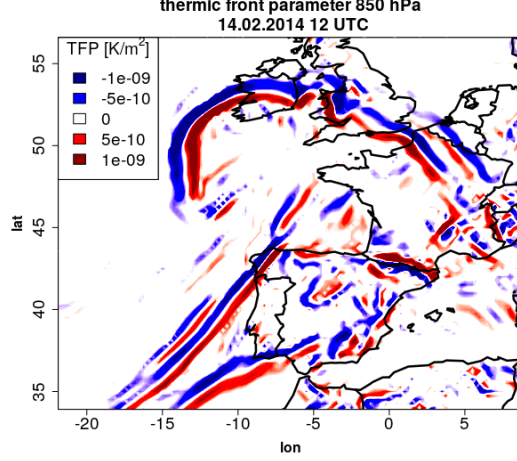 thermic front parameter 850 hPa
14.02.2014 12 UTC
TFP [K/m²]
-1e-09
-5e-10
0
5e-10
1e-09
lat
55
50
45
40
35
-20
-15
-10
-5
0
5
lon